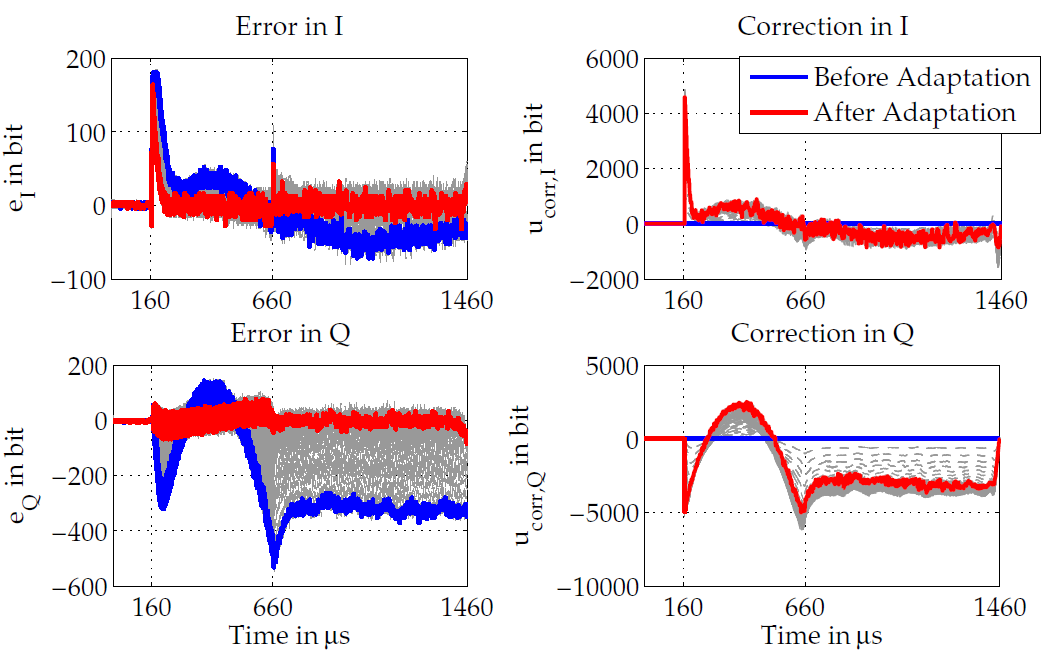 Error in I
200
100
0
−100
e_I in bit
160
660
1460
Correction in I
6000
4000
2000
0
−2000
u_corr,I in bit
160
660
1460
Before Adaptation
After Adaptation
Error in Q
200
0
−200
−400
−600
e_Q in bit
160
660
1460
Time in µs
Correction in Q
5000
0
−5000
−10000
u_corr,Q in bit
160
660
1460
Time in µs